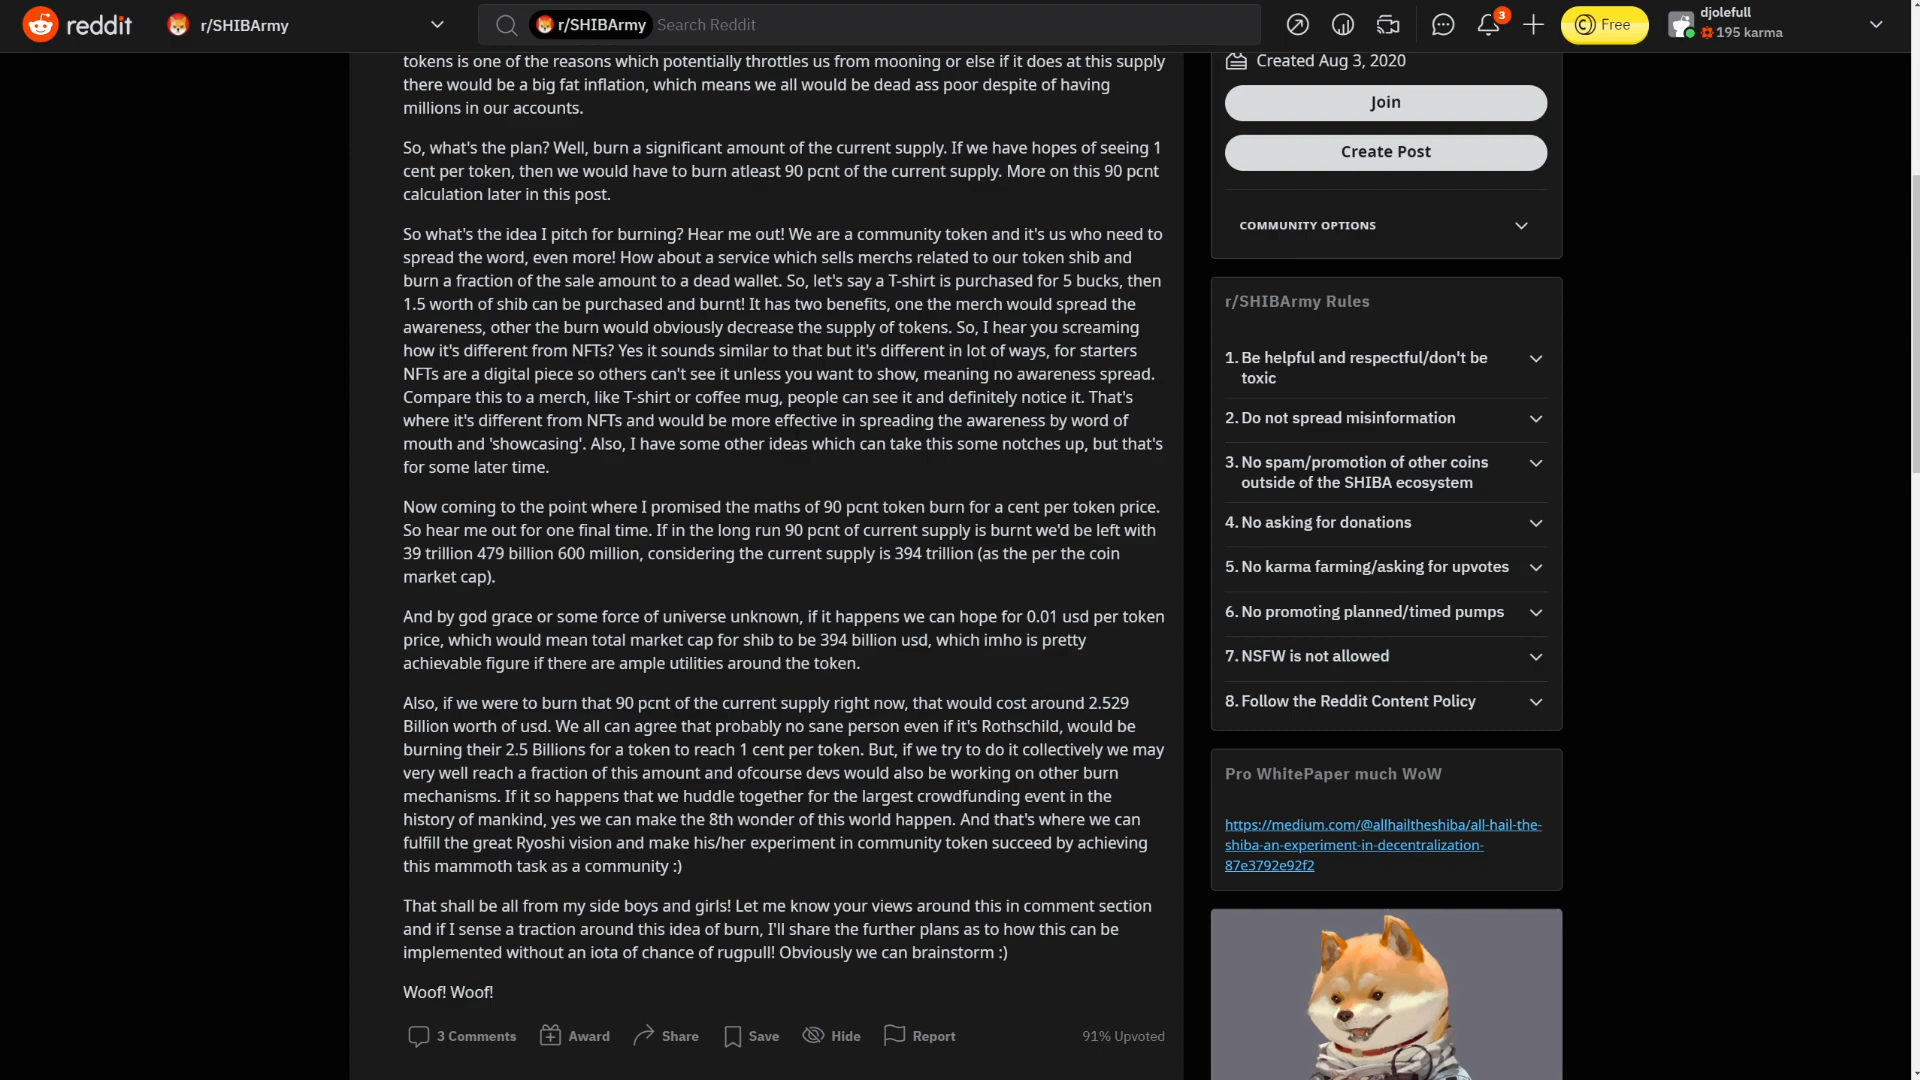 reddit
r/SHIBArmy
r/SHIBArmy Search Reddit
3
Free
djolefull
195 karma
tokens is one of the reasons which potentially throttles us from mooning or else if it does at this supply
there would be a big fat inflation, which means we all would be dead ass poor despite of having
millions in our accounts.
So, what's the plan? Well, burn a significant amount of the current supply. If we have hopes of seeing 1
cent per token, then we would have to burn atleast 90 pcnt of the current supply. More on this 90 pcnt
calculation later in this post.
So what's the idea I pitch for burning? Hear me out! We are a community token and it's us who need to
spread the word, even more! How about a service which sells merchs related to our token shib and
burn a fraction of the sale amount to a dead wallet. So, let's say a T-shirt is purchased for 5 bucks, then
1.5 worth of shib can be purchased and burnt! It has two benefits, one the merch would spread the
awareness, other the burn would obviously decrease the supply of tokens. So, I hear you screaming
how it's different from NFTs? Yes it sounds similar to that but it's different in lot of ways, for starters
NFTs are a digital piece so others can't see it unless you want to show, meaning no awareness spread.
Compare this to a merch, like T-shirt or coffee mug, people can see it and definitely notice it. That's
where it's different from NFTs and would be more effective in spreading the awareness by word of
mouth and 'showcasing'. Also, I have some other ideas which can take this some notches up, but that's
for some later time.
Now coming to the point where I promised the maths of 90 pcnt token burn for a cent per token price.
So hear me out for one final time. If in the long run 90 pcnt of current supply is burnt we'd be left with
39 trillion 479 billion 600 million, considering the current supply is 394 trillion (as the per the coin
market cap).
And by god grace or some force of universe unknown, if it happens we can hope for 0.01 usd per token
price, which would mean total market cap for shib to be 394 billion usd, which imho is pretty
achievable figure if there are ample utilities around the token.
Also, if we were to burn that 90 pcnt of the current supply right now, that would cost around 2.529
Billion worth of usd. We all can agree that probably no sane person even if it's Rothschild, would be
burning their 2.5 Billions for a token to reach 1 cent per token. But, if we try to do it collectively we may
very well reach a fraction of this amount and ofcourse devs would also be working on other burn
mechanisms. If it so happens that we huddle together for the largest crowdfunding event in the
history of mankind, yes we can make the 8th wonder of this world happen. And that's where we can
fulfill the great Ryoshi vision and make his/her experiment in community token succeed by achieving
this mammoth task as a community :)
That shall be all from my side boys and girls! Let me know your views around this in comment section
and if I sense a traction around this idea of burn, I'll share the further plans as to how this can be
implemented without an iota of chance of rugpull! Obviously we can brainstorm :)
Woof! Woof!
3 Comments Award Share Save Hide Report 91% Upvoted
Created Aug 3, 2020
Join
Create Post
COMMUNITY OPTIONS
r/SHIBArmy Rules
1. Be helpful and respectful/don't be
toxic
2. Do not spread misinformation
3. No spam/promotion of other coins
outside of the SHIBA ecosystem
4. No asking for donations
5. No karma farming/asking for upvotes
6. No promoting planned/timed pumps
7. NSFW is not allowed
8. Follow the Reddit Content Policy
Pro WhitePaper much WoW
https://medium.com/@allhailtheshiba/all-hail-the-
shiba-an-experiment-in-decentralization-
87e3792e92f2